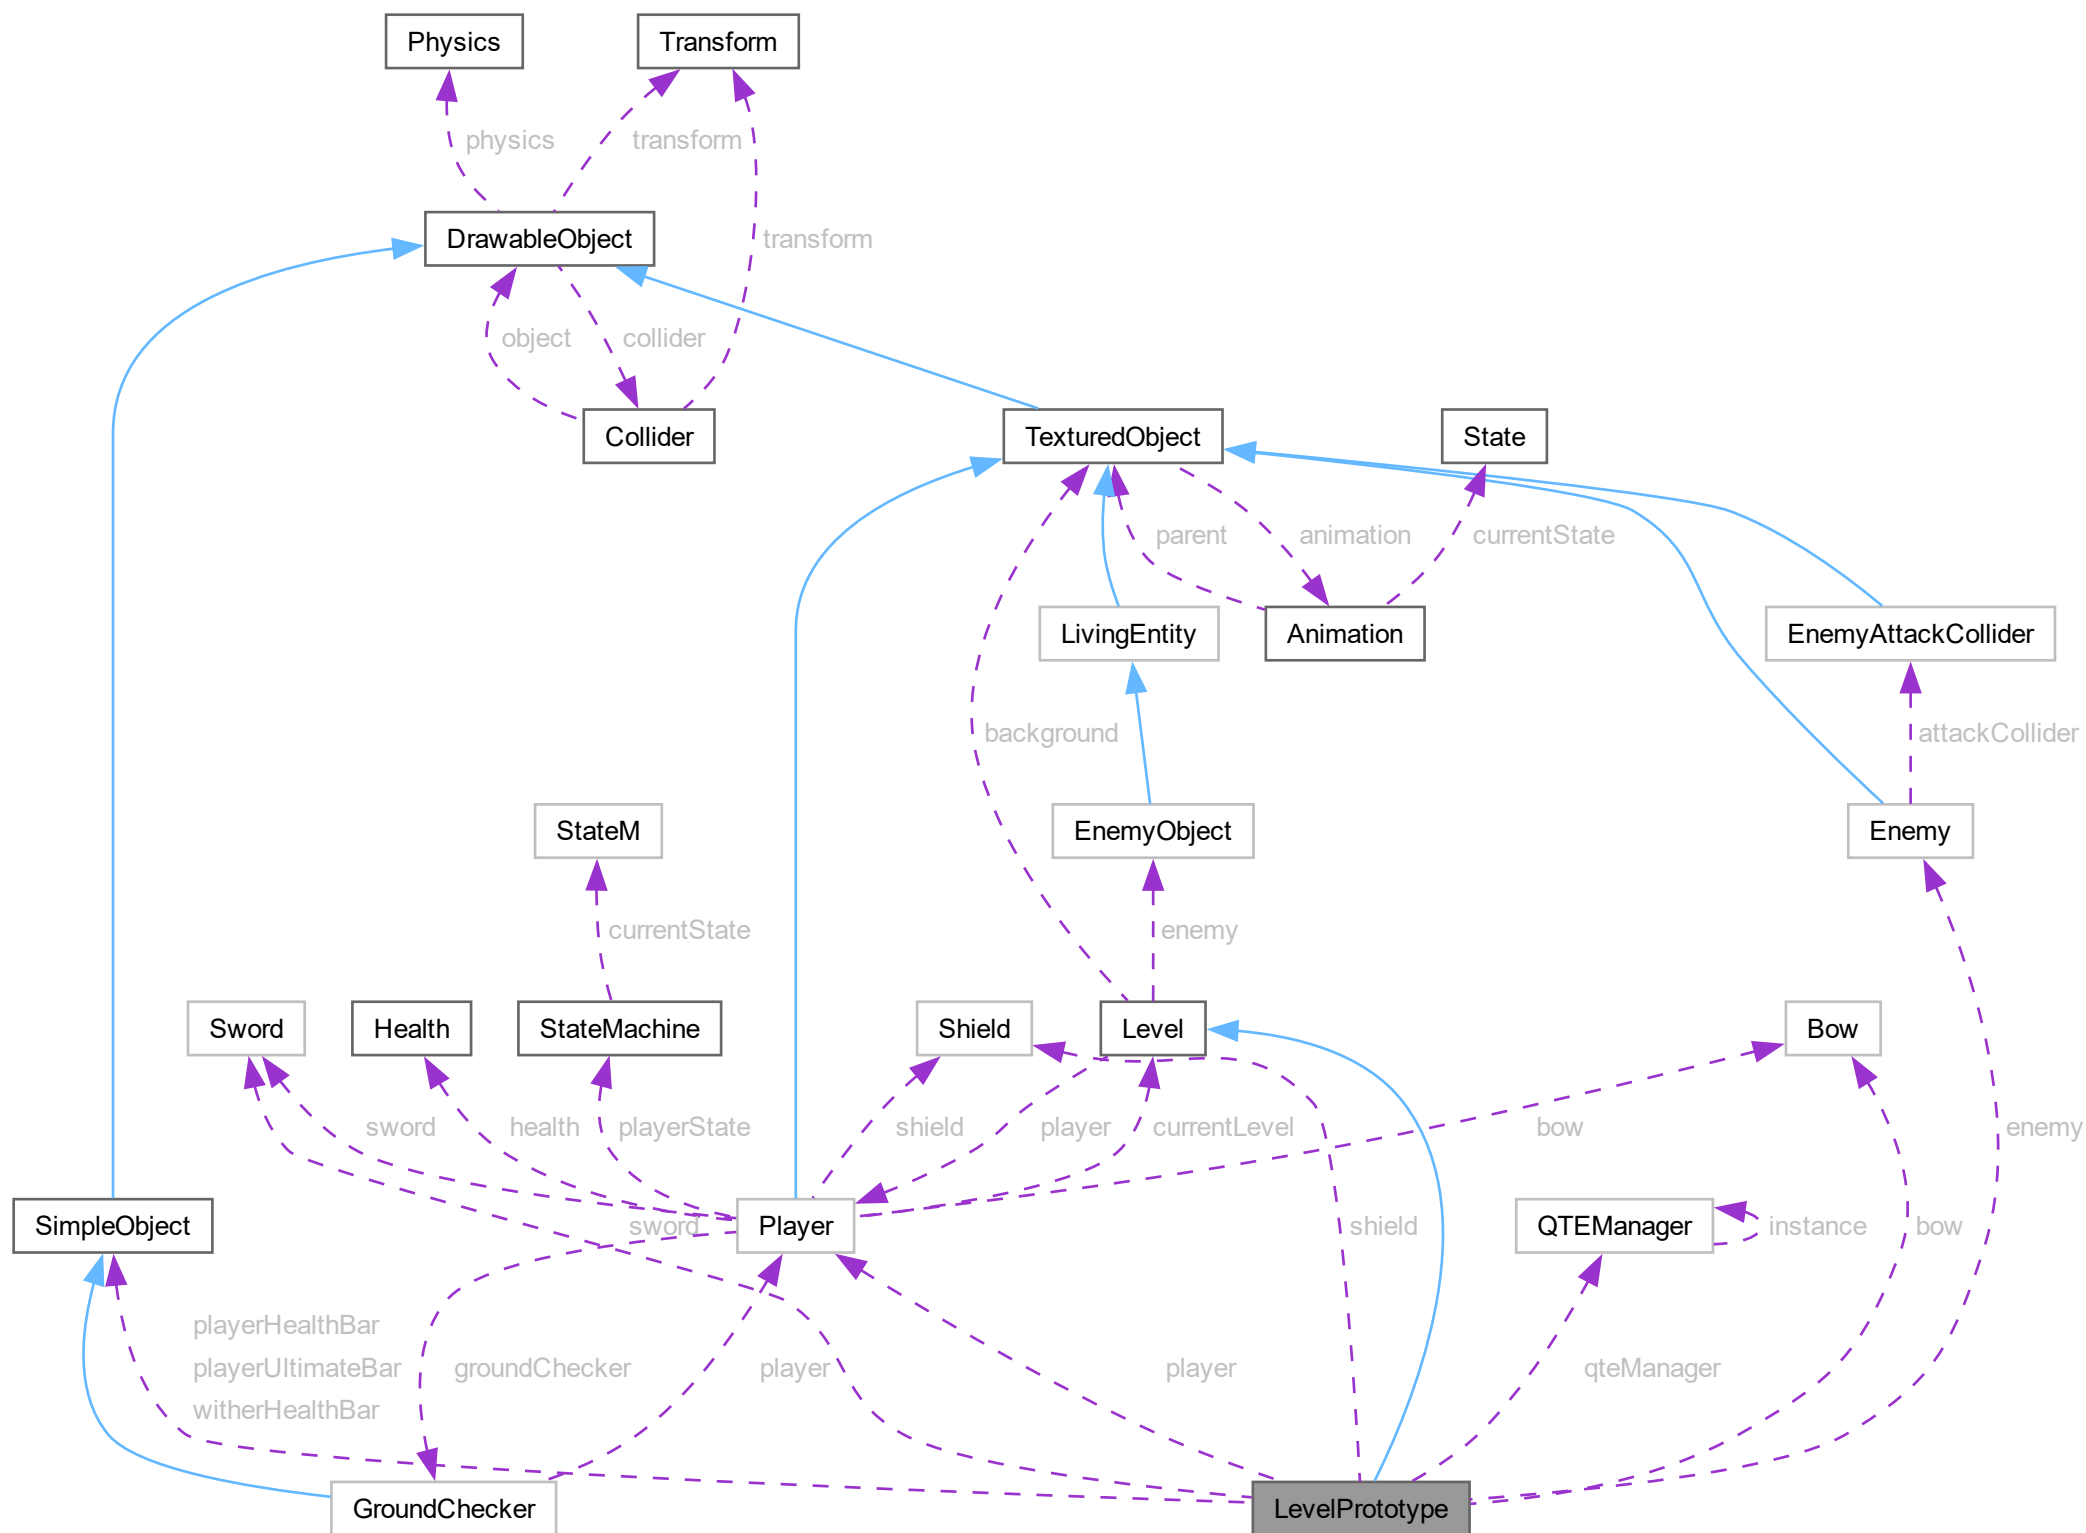 Physics
Transform
physics
transform
DrawableObject
transform
object
collider
Collider
TexturedObject
State
parent
animation
currentState
LivingEntity
Animation
EnemyAttackCollider
background
attackCollider
StateM
EnemyObject
Enemy
currentState
enemy
Sword
Health
StateMachine
Shield
Level
Bow
sword
health
playerState
shield
player
currentLevel
bow
enemy
SimpleObject
sword
Player
shield
QTEManager
instance
bow
playerHealthBar
playerUltimateBar
witherHealthBar
groundChecker
player
player
qteManager
GroundChecker
LevelPrototype